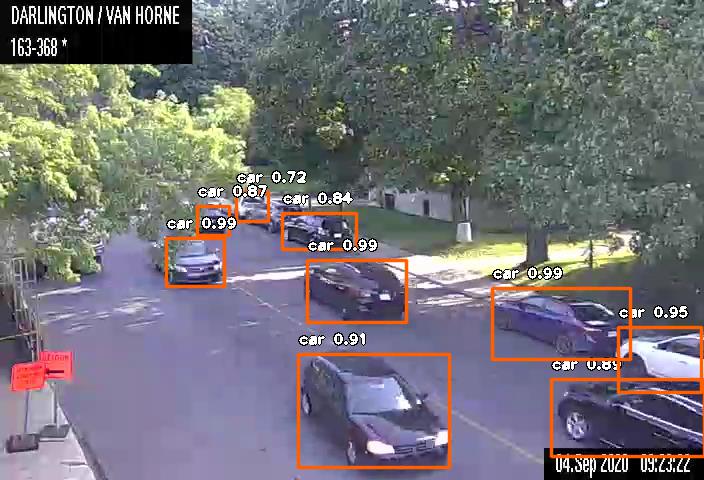 DARLINGTON / VAN HORNE
163-368 *
car 0.72
car 0.87
car 0.84
car 0.99
car 0.99
car 0.99
car 0.95
car 0.91
car 0.89
04.Sep 2020 09:23:22